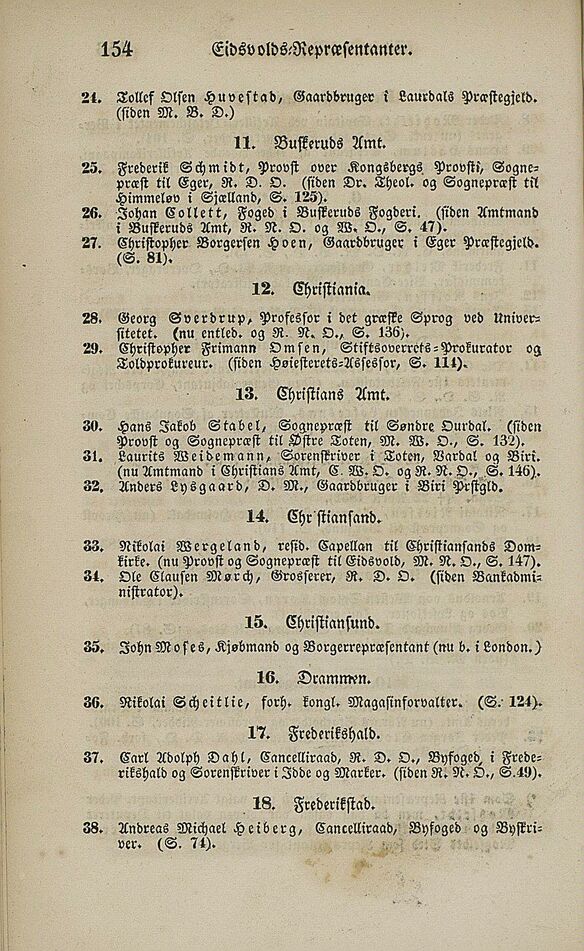 154 Eidsvolds-Repræsentanter.
24. Tollef Olsen Huvestad, Gaardbruger i Laurdals Præstegjeld.
(siden M. V. D.)
11. Buskeruds Amt.
25. Frederik Schmidt, Provst over Kongsbergs Provsti, Sogne-
præst til Eger, R. D. O. (siden Dr. Theol. og Sognepræst til
Himmeløv i Sjælland, S. 125).
26. Johan Collett, Foged i Buskeruds Fogderi. (siden Amtmand
i Buskeruds Amt, R. N. O. og W. O., S. 47).
27. Christopher Borgersen Hoen, Gaardbruger i Eger Præstegjeld.
(S. 81).
12. Christiania.
28. Georg Sverdrup, Professor i det græske Sprog ved Univer-
sitetet. (nu entled. og R. N. O., S. 136).
29. Christopher Frimann Omsen, Stiftsoverrets-Prokurator og
Toldprokureur. (siden Høiesterets-Assessor, S. 114).
13. Christians Amt.
30. Hans Jakob Stabel, Sognepræst til Søndre Ourdal. (siden
Provst og Sognepræst til Østre Toten, M. W. O., S. 132).
31. Laurits Weidemann, Sorenskriver i Toten, Vardal og Biri.
(nu Amtmand i Christians Amt, C. W. O. og R. N. O., S. 146).
32. Anders Lysgaard, D. M., Gaardbruger i Biri Prstgld.
14. Chr stiansand.
33. Nikolai Wergeland, resid. Capellan til Christiansands Dom-
kirke. (nu Provst og Sognepræst til Eidsvold, M. N. O., S. 147).
34. Ole Clausen Mørch, Grosserer, R. D. O. (siden Bankadmi-
nistrator).
15. Christiansund.
35. John Moses, Kjøbmand og Borgerrepræsentant (nu b. i London.)
16. Drammen.
36. Nikolai Scheitlie, forh. kongl. Magasinforvalter. (S. 124).
17. Frederikshald.
37. Carl Adolph Dahl, Cancelliraad, R. D. O., Byfoged i Frede-
rikshald og Sorenskriver i Idde og Marker. (siden R. N. O., S. 49).
18. Frederikstad.
38. Andreas Michael Heiberg, Cancelliraad, Byfoged og Byskri-
ver. (S. 74).